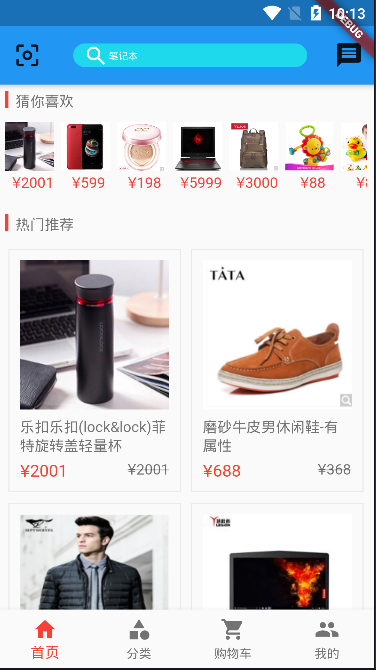 10:13
DEBUG
笔记本
猜你喜欢
¥2001 ¥599 ¥198 ¥5999 ¥3000 ¥88
热门推荐
TATA
乐扣乐扣(lock&lock)菲
特旋转盖轻量杯
¥2001 ¥2001
磨砂牛皮男休闲鞋-有
属性
¥688 ¥368
首页 分类 购物车 我的